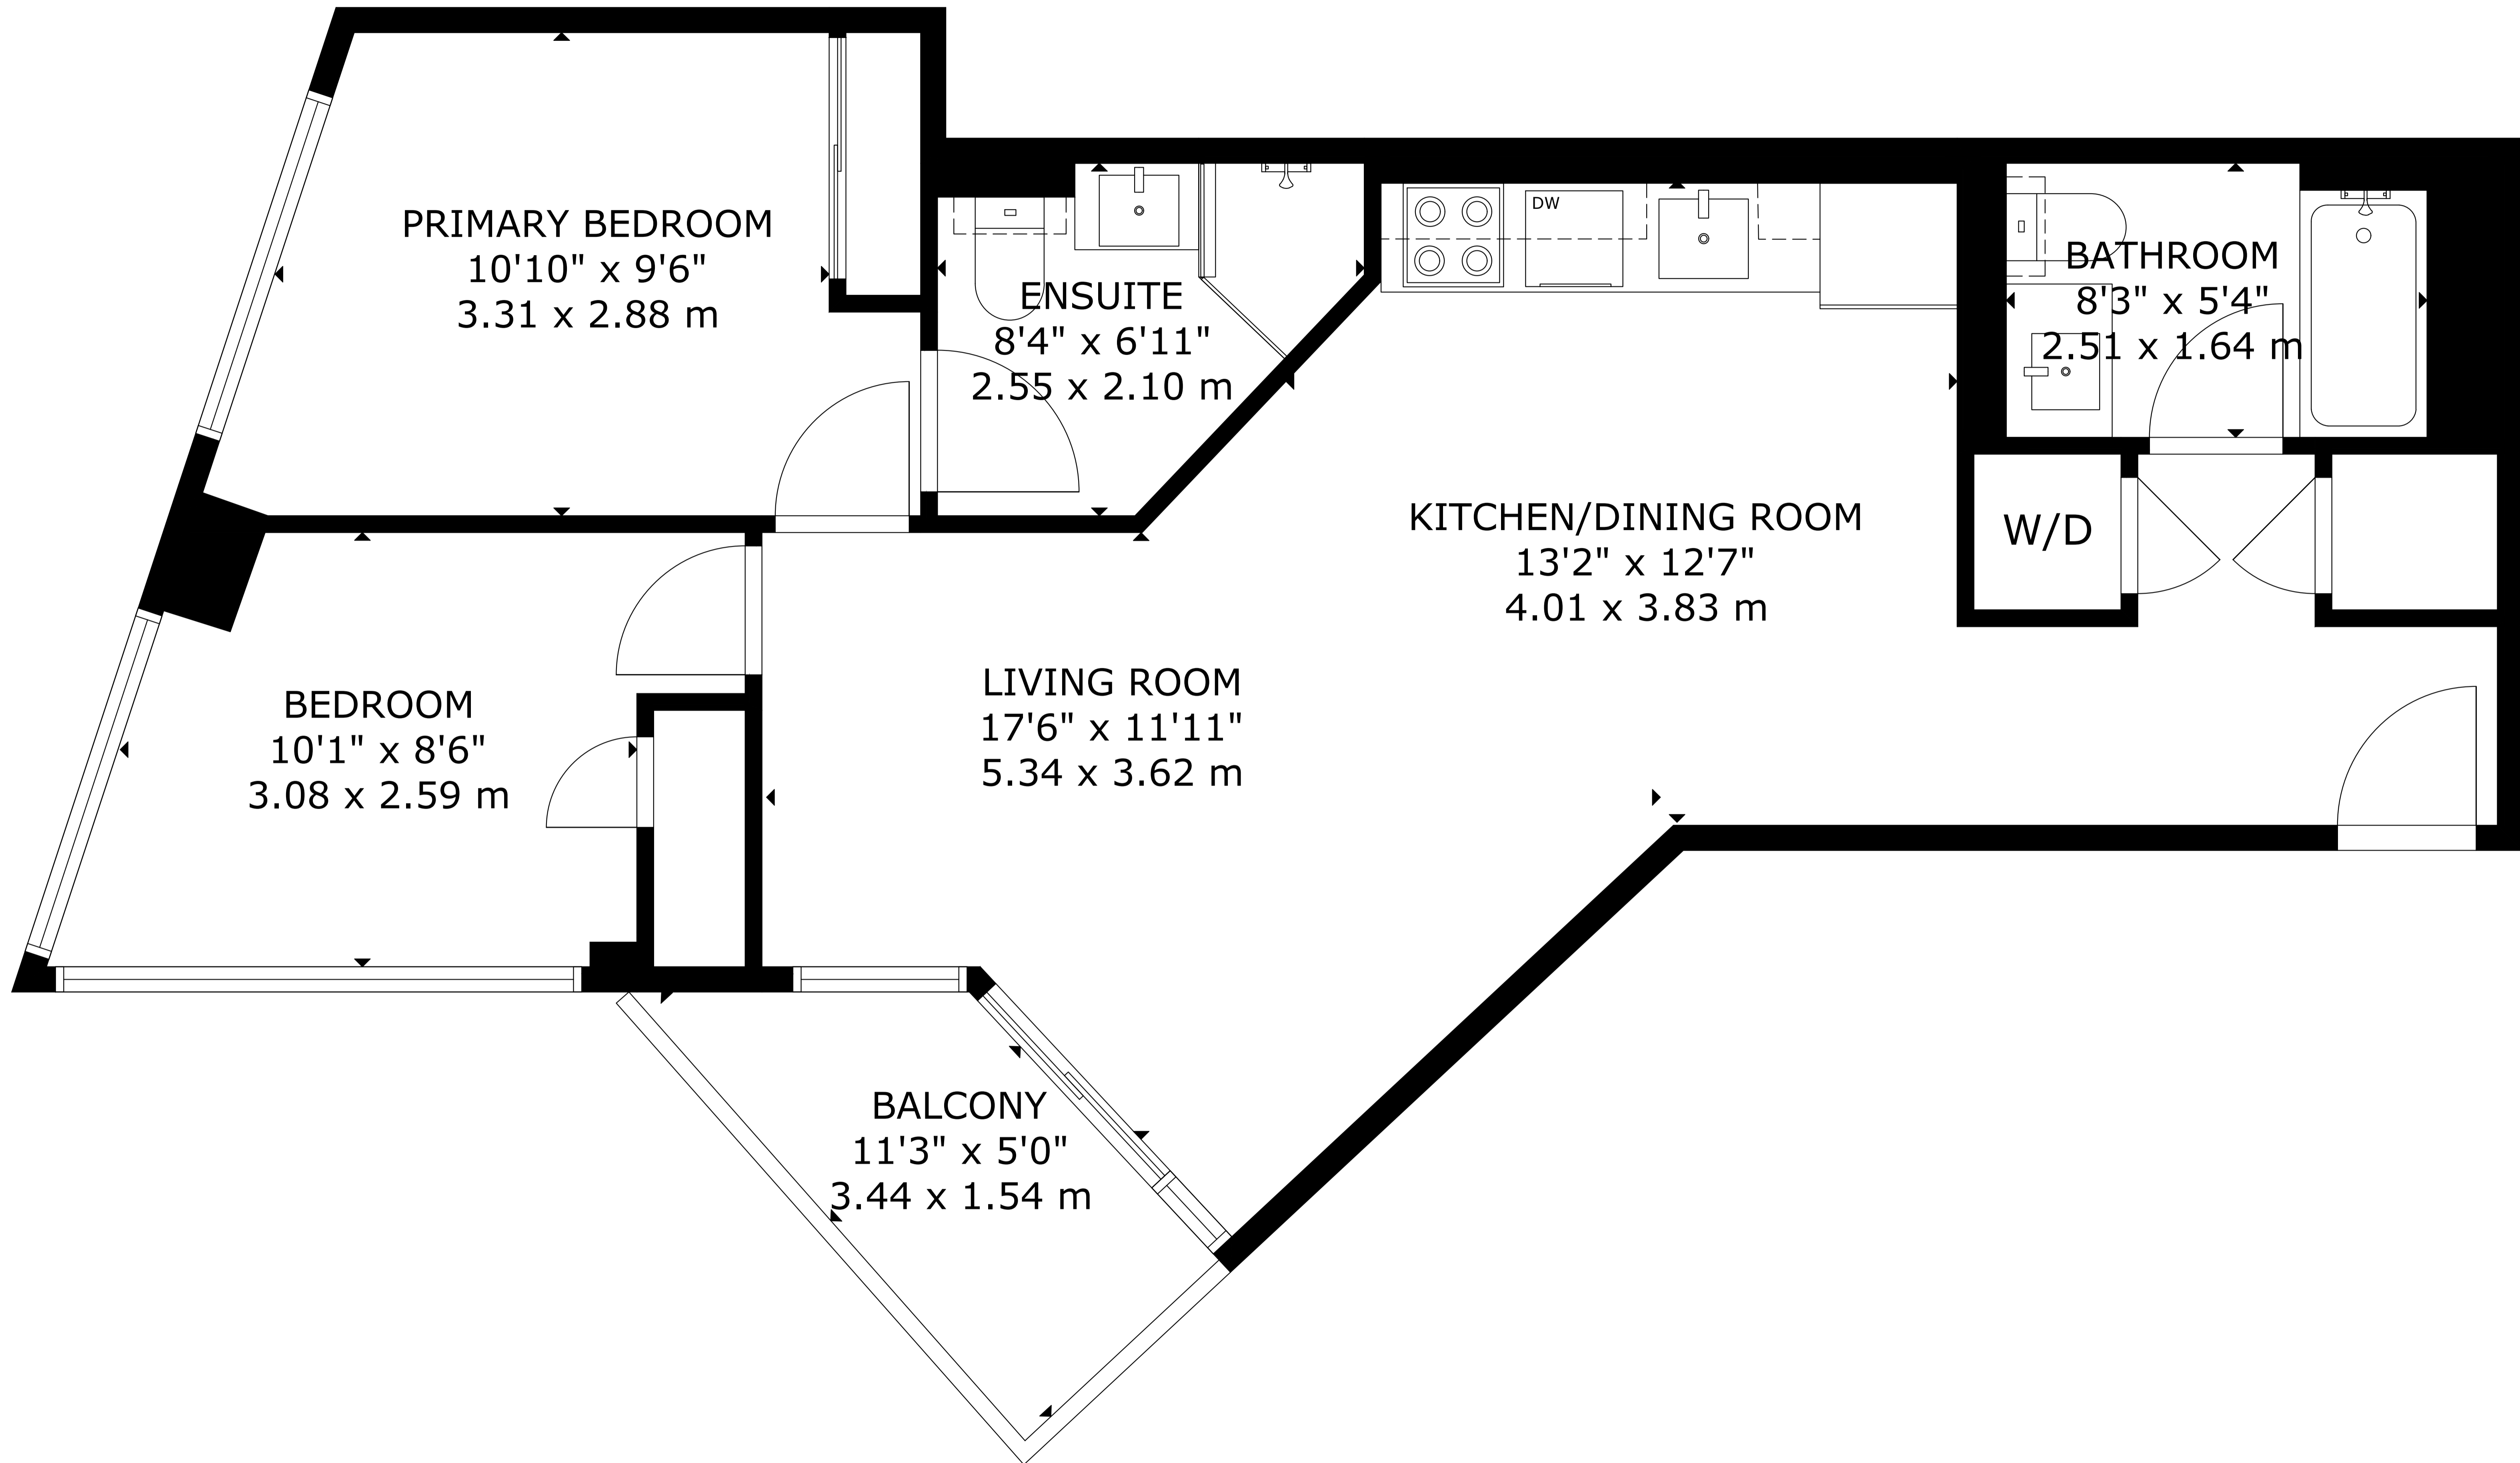 PRIMARY BEDROOM
10'10" x 9'6"
3.31 x 2.88 m
ENSUITE
8'4" x 6'11"
2.55 x 2.10 m
DW
BATHROOM
8'3" x 5'4"
2.51 x 1.64 m
KITCHEN/DINING ROOM
13'2" x 12'7"
4.01 x 3.83 m
W/D
BEDROOM
10'1" x 8'6"
3.08 x 2.59 m
LIVING ROOM
17'6" x 11'11"
5.34 x 3.62 m
BALCONY
11'3" x 5'0"
3.44 x 1.54 m